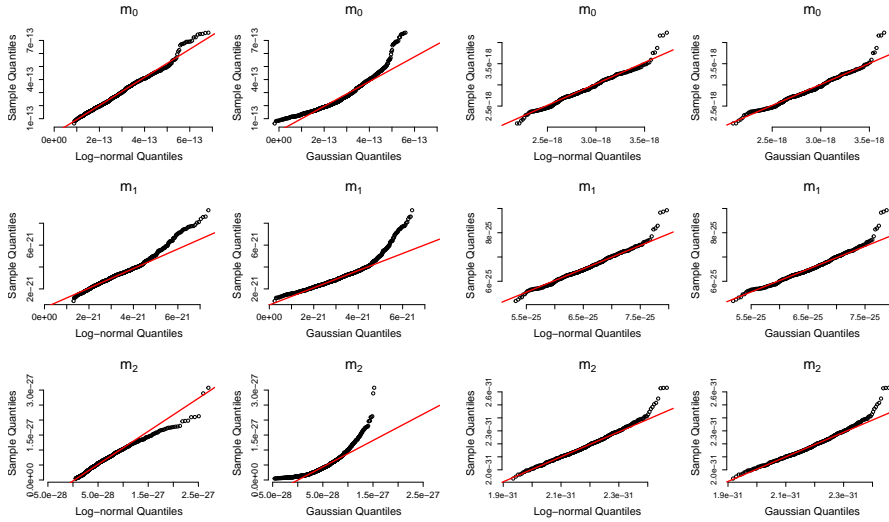 m0 m0 m0 m0
Sample Quantiles Sample Quantiles Sample Quantiles Sample Quantiles
7e−13 7e−13 3.5e−18 3.5e−18
4e−13 4e−13 2.5e−18 2.5e−18
1e−13 1e−13
0e+00 2e−13 4e−13 6e−13 0e+00 2e−13 4e−13 6e−13 2.5e−18 3.0e−18 3.5e−18 2.5e−18 3.0e−18 3.5e−18
Log−normal Quantiles Gaussian Quantiles Log−normal Quantiles Gaussian Quantiles
m1 m1 m1 m1
Sample Quantiles Sample Quantiles Sample Quantiles Sample Quantiles
6e−21 6e−21 8e−25 8e−25
2e−21 2e−21 6e−25 6e−25
0e+00 2e−21 4e−21 6e−21 0e+00 2e−21 4e−21 6e−21 5.5e−25 6.5e−25 7.5e−25 5.5e−25 6.5e−25 7.5e−25
Log−normal Quantiles Gaussian Quantiles Log−normal Quantiles Gaussian Quantiles
m2 m2 m2 m2
Sample Quantiles Sample Quantiles Sample Quantiles Sample Quantiles
3.0e−27 3.0e−27 2.6e−31 2.6e−31
1.5e−27 1.5e−27 2.3e−31 2.3e−31
0.0e+00 0.0e+00 2.0e−31 2.0e−31
−5.0e−28 5.0e−28 1.5e−27 2.5e−27 −5.0e−28 5.0e−28 1.5e−27 2.5e−27 1.9e−31 2.1e−31 2.3e−31 1.9e−31 2.1e−31 2.3e−31
Log−normal Quantiles Gaussian Quantiles Log−normal Quantiles Gaussian Quantiles